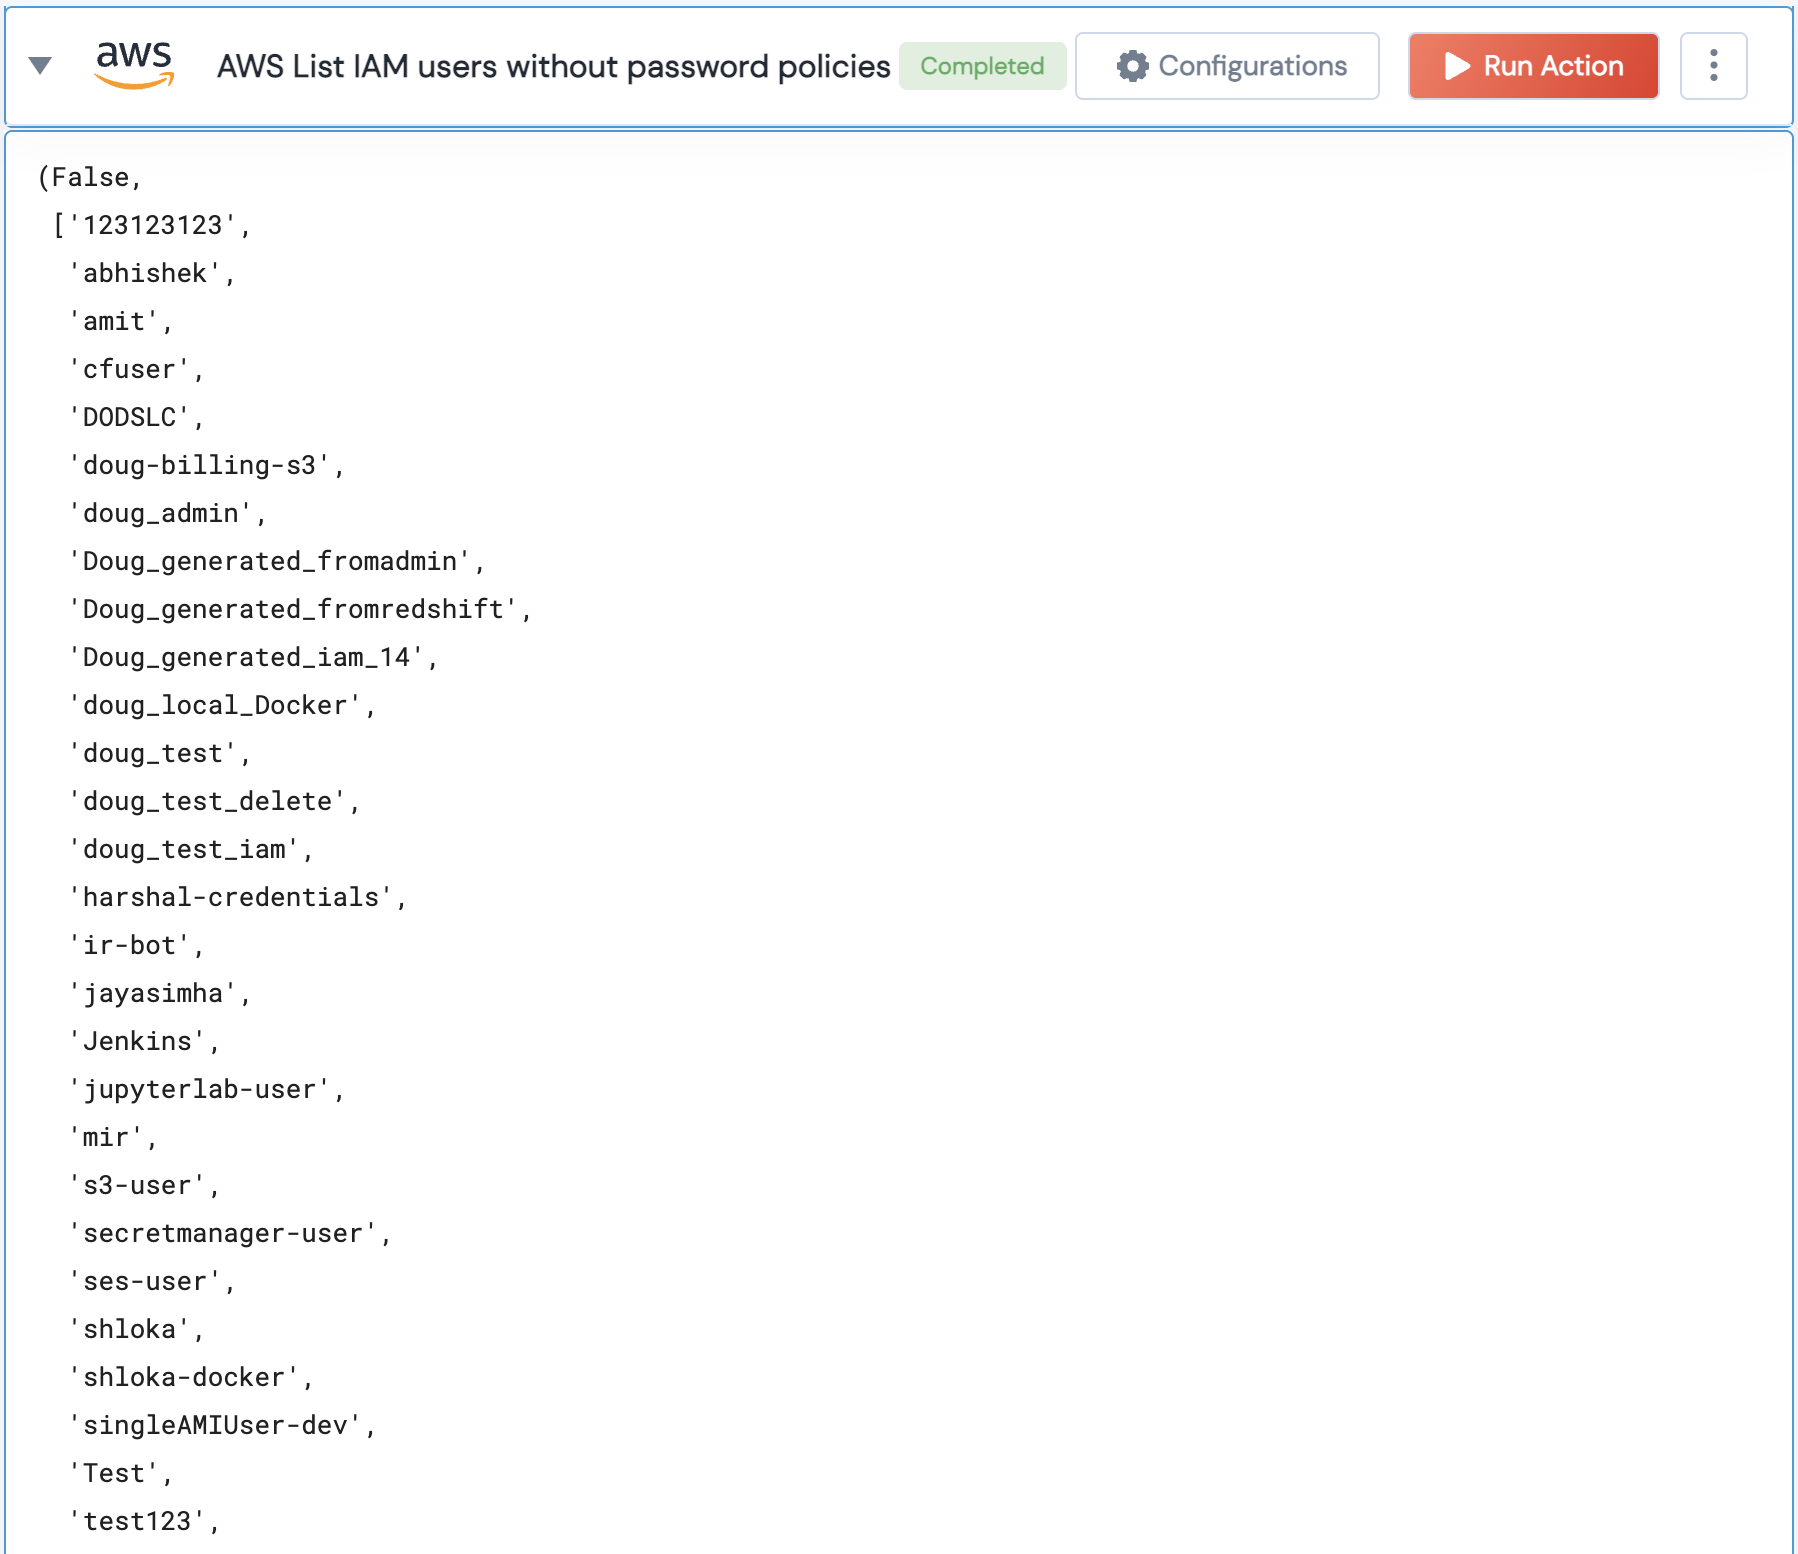 aws AWS List IAM users without password policies Completed Configurations Run Action
(False,
['123123123',
'abhishek',
'amit',
'cfuser',
'DODSLC',
'doug-billing-s3',
'doug_admin',
'Doug_generated_fromadmin',
'Doug_generated_fromredshift',
'Doug_generated_iam_14',
'doug_local_Docker',
'doug_test',
'doug_test_delete',
'doug_test_iam',
'harshal-credentials',
'ir-bot',
'jayasimha',
'Jenkins',
'jupyterlab-user',
'mir',
's3-user',
'secretmanager-user',
'ses-user',
'shloka',
'shloka-docker',
'singleAMIUser-dev',
'Test',
'test123',